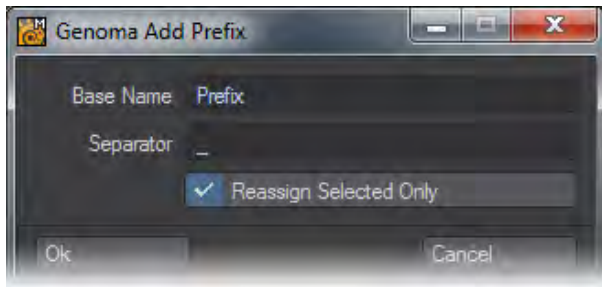 Genoma Add Prefix
Base Name Prefix
Separator _
Reassign Selected Only
Ok Cancel